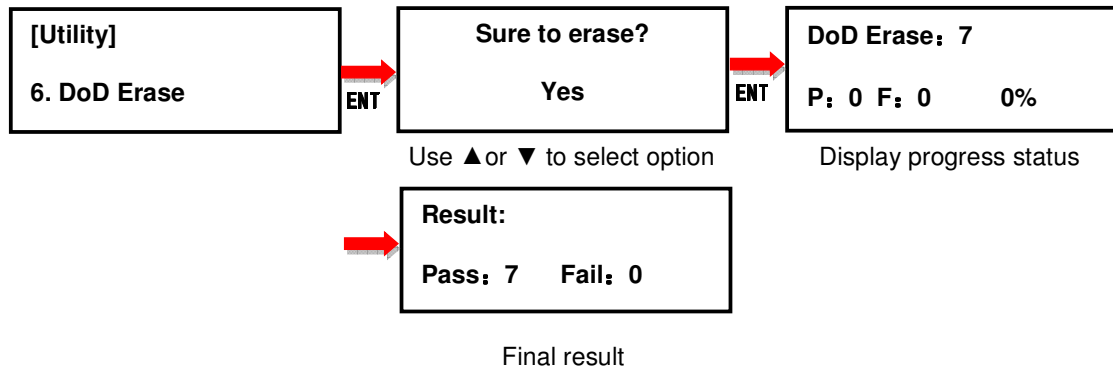 [Utility]
6. DoD Erase
ENT
Sure to erase?
Yes
Use ▲or ▼ to select option
ENT
DoD Erase：7
P：0 F：0 0%
Display progress status
Result:
Pass：7 Fail：0
Final result